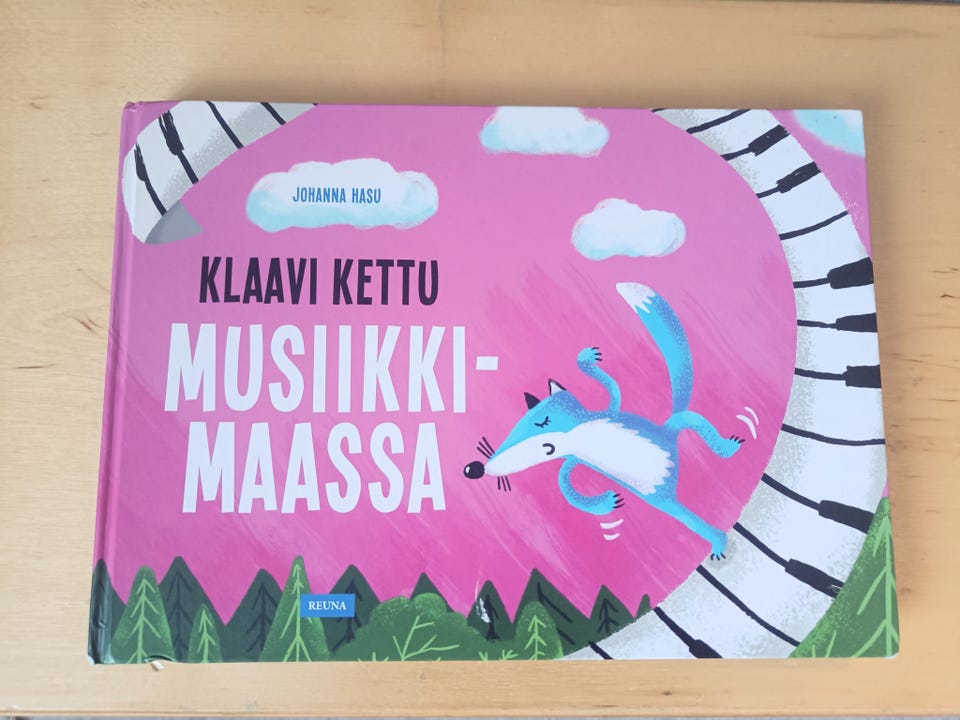 JOHANNA HASU
KLAAVI KETTU
MUSIIKKI-
MAASSA
REUNA